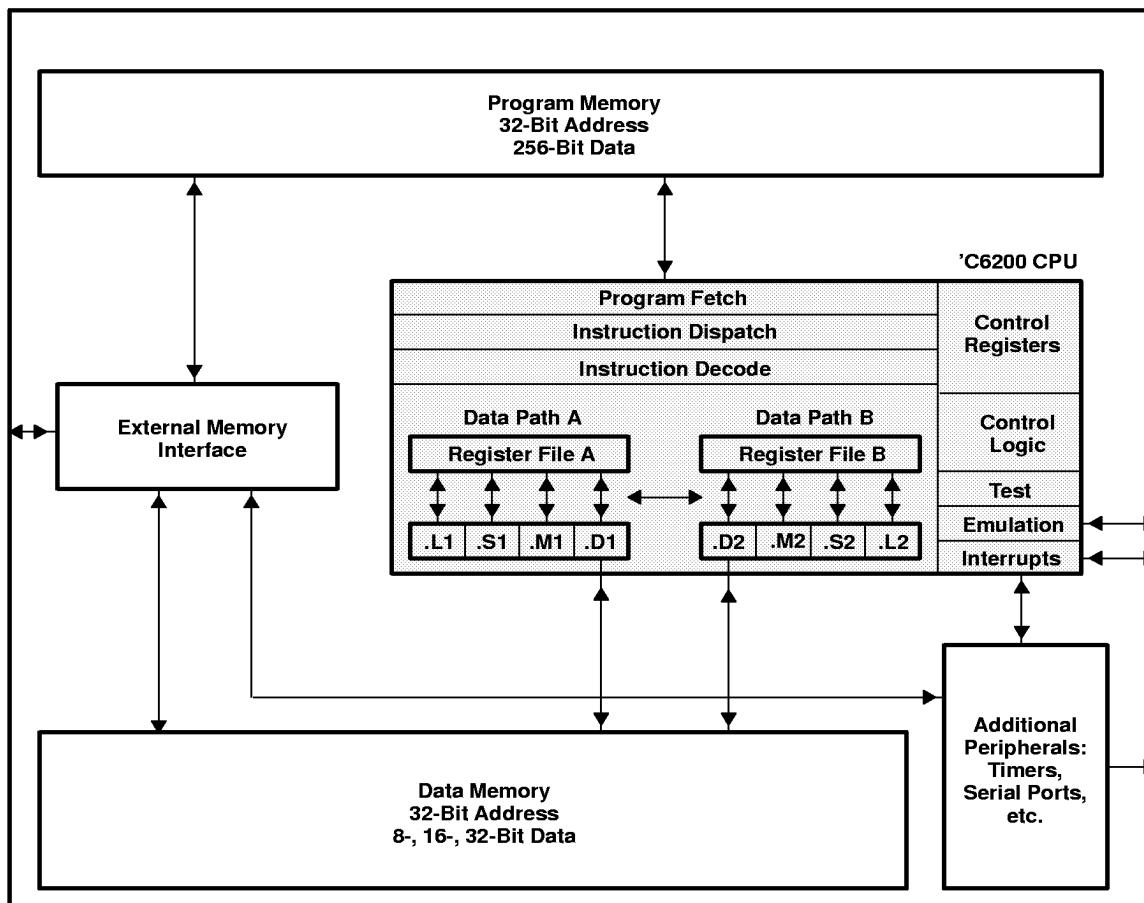 Program Memory
32-Bit Address
256-Bit Data
’C6200 CPU
Program Fetch
Instruction Dispatch
Instruction Decode
Control
Registers
Control
Logic
Test
Emulation
Interrupts
External Memory
Interface
Data Path A
Data Path B
Register File A
Register File B
.L1 .S1 .M1 .D1
.D2 .M2 .S2 .L2
Additional
Peripherals:
Timers,
Serial Ports,
etc.
Data Memory
32-Bit Address
8-, 16-, 32-Bit Data